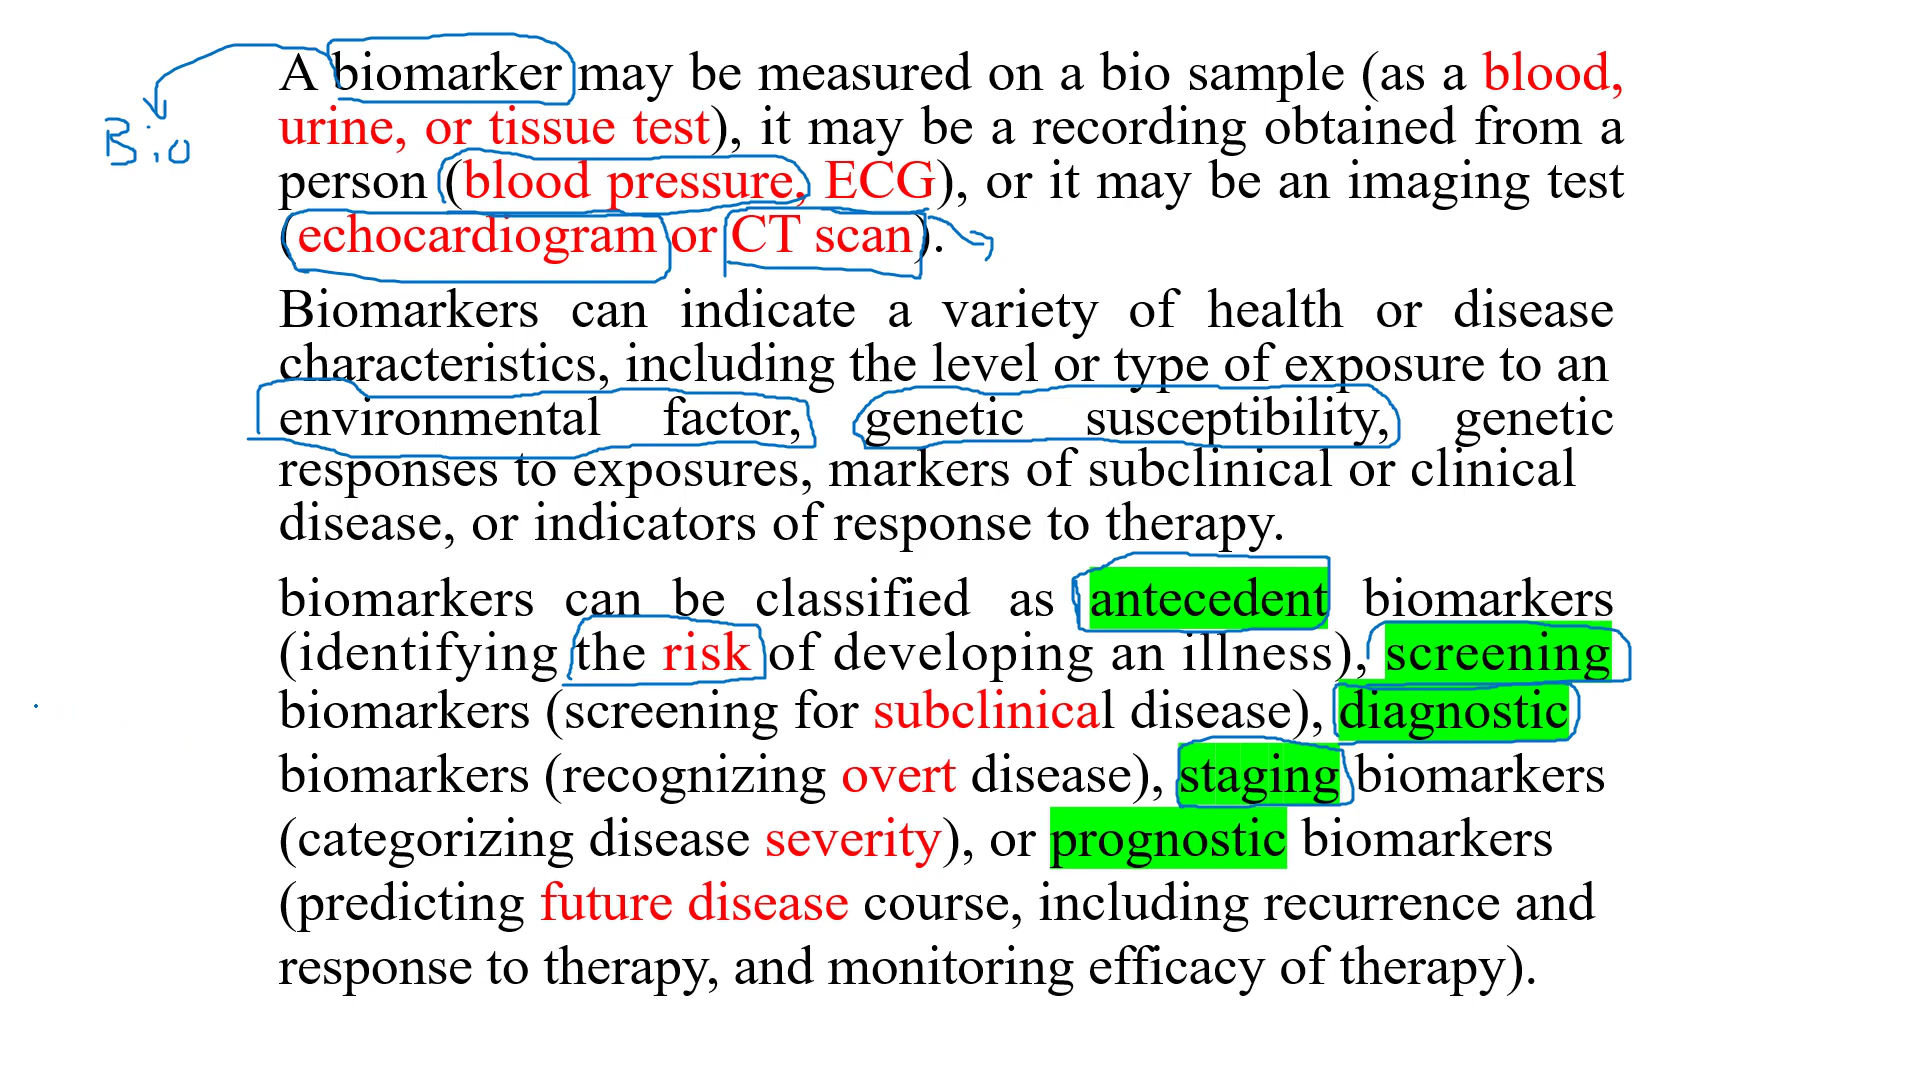 A biomarker may be measured on a bio sample (as a blood,
urine, or tissue test), it may be a recording obtained from a
Bio
person (blood pressure, ECG), or it may be an imaging test
(echocardiogram or CT scan).
Biomarkers can indicate a variety of health or disease
characteristics, including the level or type of exposure to an
environmental factor, genetic susceptibility, genetic
responses to exposures, markers of subclinical or clinical
disease, or indicators of response to therapy.
biomarkers can be classified as antecedent biomarkers
(identifying the risk of developing an illness), screening
biomarkers (screening for subclinical disease), diagnostic
biomarkers (recognizing overt disease), staging biomarkers
(categorizing disease severity), or prognostic biomarkers
(predicting future disease course, including recurrence and
response to therapy, and monitoring efficacy of therapy).